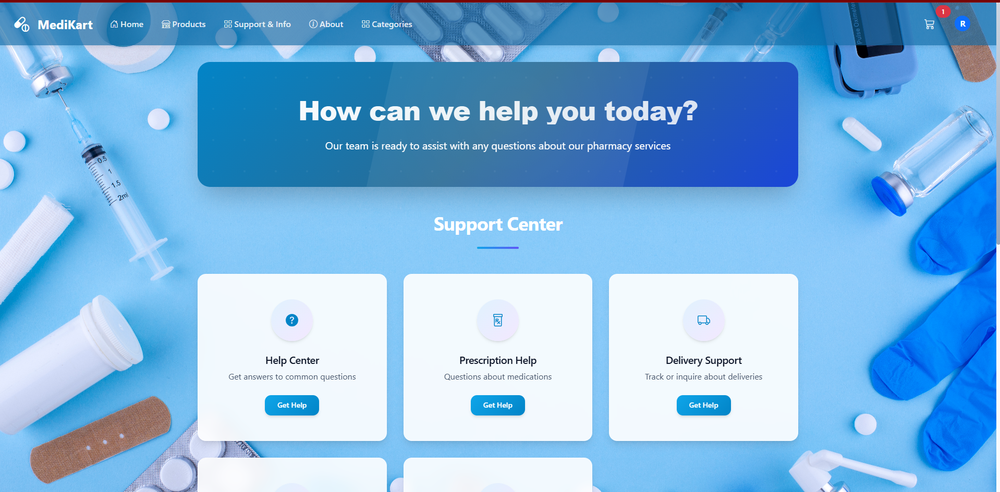 MediKart
Home
Products
Support & Info
About
Categories
1
R
Pulse Oximeter
How can we help you today?
Our team is ready to assist with any questions about our pharmacy services
0.5
1
1.5
2ml
Support Center
?
Rx
Help Center
Prescription Help
Delivery Support
Get answers to common questions
Questions about medications
Track or inquire about deliveries
Get Help
Get Help
Get Help